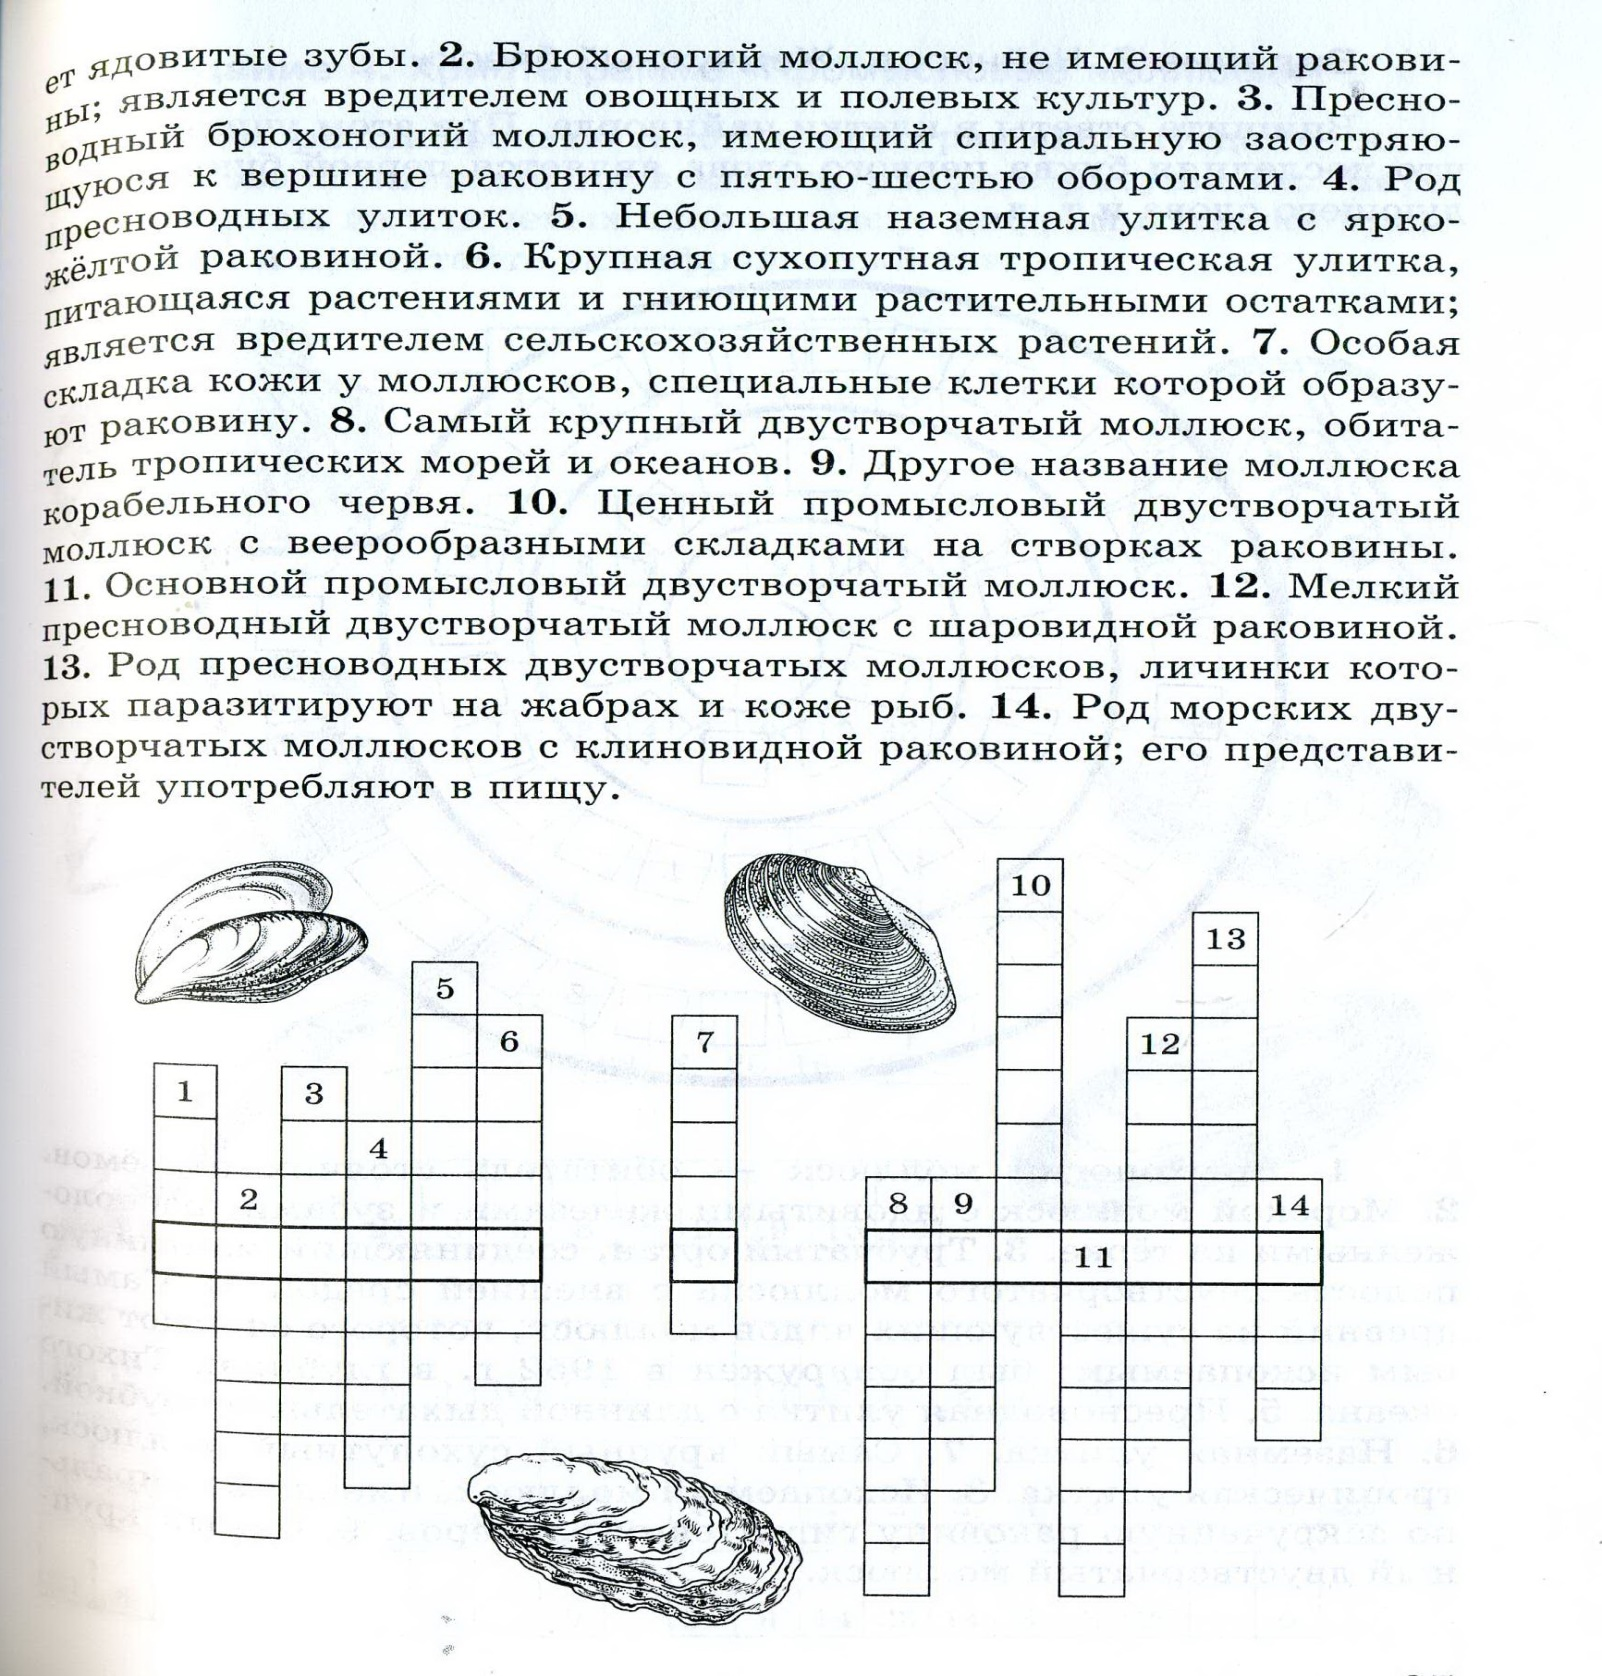 ет ядовитые зубы. 2. Брюхоногий моллюск, не имеющий ракови-
ны; является вредителем овощных и полевых культур. 3. Пресно-
водный брюхоногий моллюск, имеющий спиральную заостряю-
щуюся к вершине раковину с пятью-шестью оборотами. 4. Род
пресноводных улиток. 5. Небольшая наземная улитка с ярко-
жёлтой раковиной. 6. Крупная сухопутная тропическая улитка,
питающаяся растениями и гниющими растительными остатками;
является вредителем сельскохозяйственных растений. 7. Особая
складка кожи у моллюсков, специальные клетки которой образу-
ют раковину. 8. Самый крупный двустворчатый моллюск, обита-
тель тропических морей и океанов. 9. Другое название моллюска
корабельного червя. 10. Ценный промысловый двустворчатый
моллюск с веерообразными складками на створках раковины.
11. Основной промысловый двустворчатый моллюск. 12. Мелкий
пресноводный двустворчатый моллюск с шаровидной раковиной.
13. Род пресноводных двустворчатых моллюсков, личинки кото-
рых паразитируют на жабрах и коже рыб. 14. Род морских дву-
створчатых моллюсков с клиновидной раковиной; его представи-
телей употребляют в пищу.
10
13
5
6
7
12
1
3
4
2
8 9
14
11